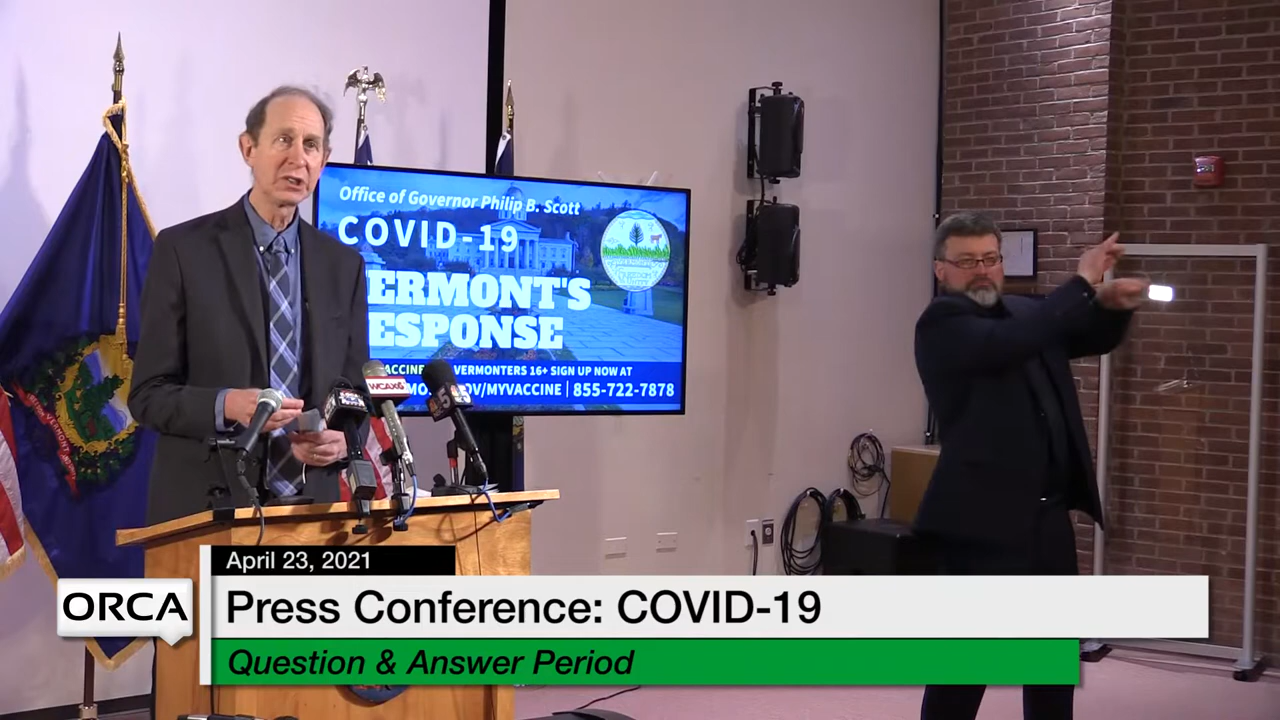 Office of Governor Philip B. Scott
COVID-19
ERMONT'S
ESPONSE
VERMONTERS 16+ SIGN UP NOW AT
OV/MYVACCINE | 855-722-7878
WCAX
5
April 23, 2021
ORCA
Press Conference: COVID-19
Question & Answer Period